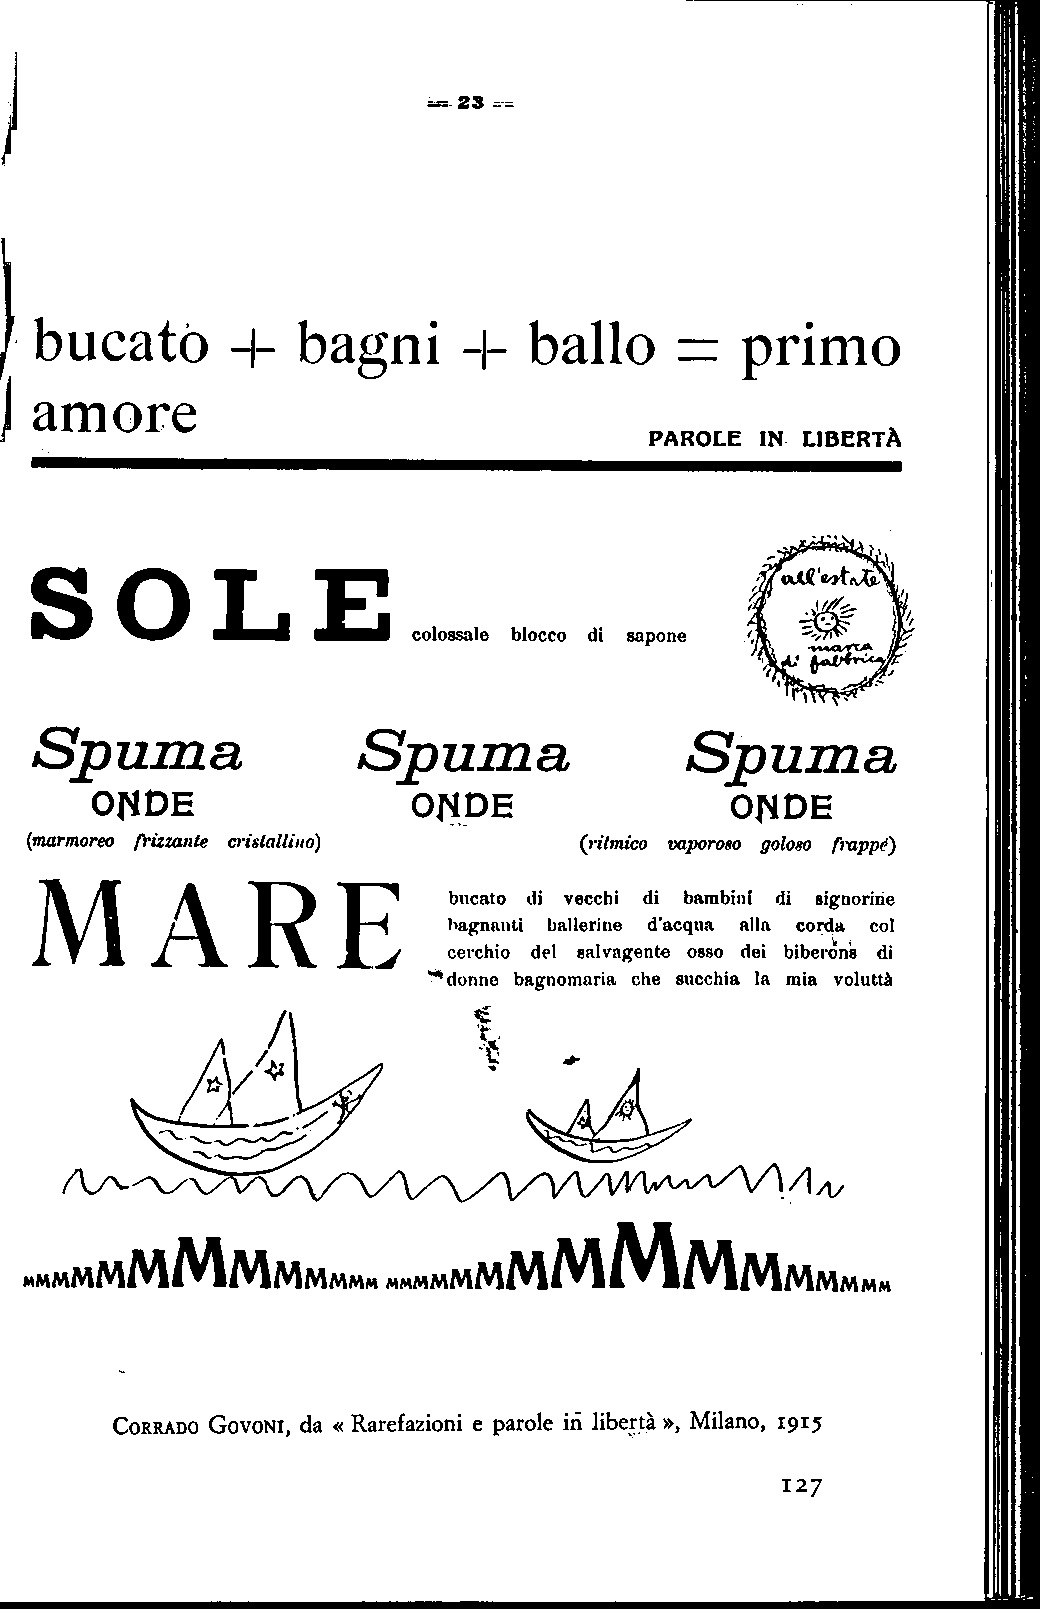 — 23 —
bucato + bagni + ballo = primo
amore
PAROLE IN LIBERTÀ
SOLE colossale blocco di sapone
all'estate
marca
di fabbrica
Spuma Spuma Spuma
ONDE ONDE ONDE
(marmoreo frizzante cristallino) (ritmico vaporoso goloso frappé)
MARE
bucato di vecchi di bambini di signorine
bagnanti ballerine d'acqua alla corda col
cerchio del salvagente osso dei biberons di
donne bagnomaria che succhia la mia voluttà
MMMMMMMMMMMMMM MMMMMMMMMMMMMMMM
CORRADO GOVONI, da « Rarefazioni e parole in libertà », Milano, 1915
127